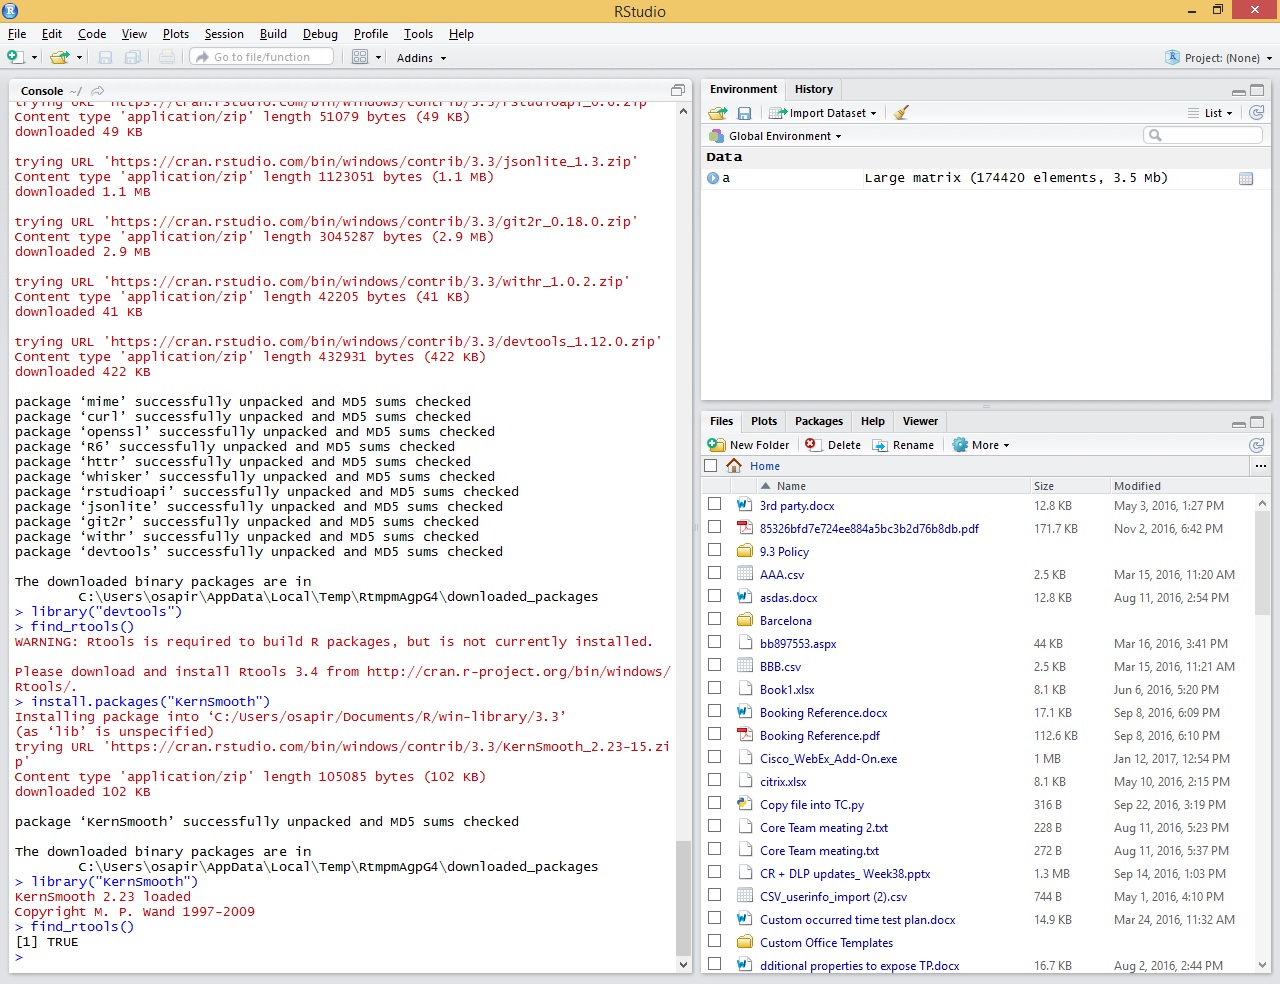 RStudio
File Edit Code View Plots Session Build Debug Profile Tools Help
Go to file/function Addins Project: (None)
Console ~/
trying URL 'https://cran.rstudio.com/bin/windows/contrib/3.3/rstudioapi_0.6.zip'
Content type 'application/zip' length 51079 bytes (49 KB)
downloaded 49 KB
trying URL 'https://cran.rstudio.com/bin/windows/contrib/3.3/jsonlite_1.3.zip'
Content type 'application/zip' length 1123051 bytes (1.1 MB)
downloaded 1.1 MB
trying URL 'https://cran.rstudio.com/bin/windows/contrib/3.3/git2r_0.18.0.zip'
Content type 'application/zip' length 3045287 bytes (2.9 MB)
downloaded 2.9 MB
trying URL 'https://cran.rstudio.com/bin/windows/contrib/3.3/withr_1.0.2.zip'
Content type 'application/zip' length 42205 bytes (41 KB)
downloaded 41 KB
trying URL 'https://cran.rstudio.com/bin/windows/contrib/3.3/devtools_1.12.0.zip'
Content type 'application/zip' length 432931 bytes (422 KB)
downloaded 422 KB
package ‘mime’ successfully unpacked and MD5 sums checked
package ‘curl’ successfully unpacked and MD5 sums checked
package ‘openssl’ successfully unpacked and MD5 sums checked
package ‘R6’ successfully unpacked and MD5 sums checked
package ‘httr’ successfully unpacked and MD5 sums checked
package ‘whisker’ successfully unpacked and MD5 sums checked
package ‘rstudioapi’ successfully unpacked and MD5 sums checked
package ‘jsonlite’ successfully unpacked and MD5 sums checked
package ‘git2r’ successfully unpacked and MD5 sums checked
package ‘withr’ successfully unpacked and MD5 sums checked
package ‘devtools’ successfully unpacked and MD5 sums checked
The downloaded binary packages are in
C:\Users\osapir\AppData\Local\Temp\RtmpmAgpG4\downloaded_packages
> library("devtools")
> find_rtools()
WARNING: Rtools is required to build R packages, but is not currently installed.
Please download and install Rtools 3.4 from http://cran.r-project.org/bin/windows/
Rtools/.
> install.packages("KernSmooth")
Installing package into ‘C:/Users/osapir/Documents/R/win-library/3.3’
(as ‘lib’ is unspecified)
trying URL 'https://cran.rstudio.com/bin/windows/contrib/3.3/KernSmooth_2.23-15.zi
p'
Content type 'application/zip' length 105085 bytes (102 KB)
downloaded 102 KB
package ‘KernSmooth’ successfully unpacked and MD5 sums checked
The downloaded binary packages are in
C:\Users\osapir\AppData\Local\Temp\RtmpmAgpG4\downloaded_packages
> library("KernSmooth")
KernSmooth 2.23 loaded
Copyright M. P. Wand 1997-2009
> find_rtools()
[1] TRUE
>
Environment History
Import Dataset List
Global Environment
Data
a Large matrix (174420 elements, 3.5 Mb)
Files Plots Packages Help Viewer
New Folder Delete Rename More
Home ...
Name Size Modified
3rd party.docx 12.8 KB May 3, 2016, 1:27 PM
85326bfd7e724ee884a5bc3b2d76b8db.pdf 171.7 KB Nov 2, 2016, 6:42 PM
9.3 Policy
AAA.csv 2.5 KB Mar 15, 2016, 11:20 AM
asdas.docx 12.8 KB Aug 11, 2016, 2:54 PM
Barcelona
bb897553.aspx 44 KB Mar 16, 2016, 3:41 PM
BBB.csv 2.5 KB Mar 15, 2016, 11:21 AM
Book1.xlsx 8.1 KB Jun 6, 2016, 5:20 PM
Booking Reference.docx 17.1 KB Sep 8, 2016, 6:09 PM
Booking Reference.pdf 112.6 KB Sep 8, 2016, 6:10 PM
Cisco_WebEx_Add-On.exe 1 MB Jan 12, 2017, 12:54 PM
citrix.xlsx 8.1 KB May 10, 2016, 2:15 PM
Copy file into TC.py 316 B Sep 22, 2016, 3:19 PM
Core Team meating 2.txt 228 B Aug 11, 2016, 5:23 PM
Core Team meating.txt 272 B Aug 11, 2016, 5:37 PM
CR + DLP updates_ Week38.pptx 1.3 MB Sep 14, 2016, 1:03 PM
CSV_userinfo_import (2).csv 744 B May 1, 2016, 4:10 PM
Custom occurred time test plan.docx 14.9 KB Mar 24, 2016, 11:32 AM
Custom Office Templates
dditional properties to expose TP.docx 16.7 KB Aug 2, 2016, 2:44 PM